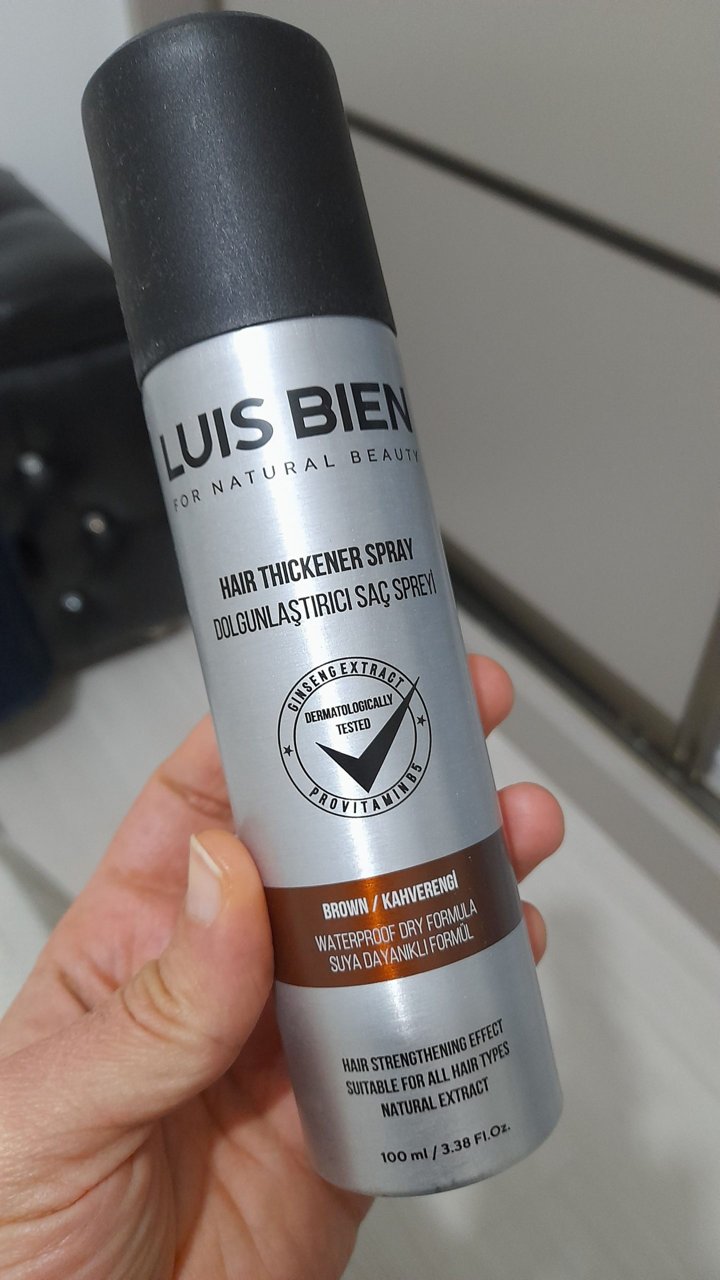 LUIS BIEN
FOR NATURAL BEAUTY
HAIR THICKENER SPRAY
DOLGUNLAŞTIRICI SAÇ SPREYİ
GINSENG EXTRACT
DERMATOLOGICALLY
TESTED
PROVITAMIN B5
BROWN / KAHVERENGİ
WATERPROOF DRY FORMULA
SUYA DAYANIKLI FORMÜL
HAIR STRENGTHENING EFFECT
SUITABLE FOR ALL HAIR TYPES
NATURAL EXTRACT
100 ml / 3.38 Fl.Oz.